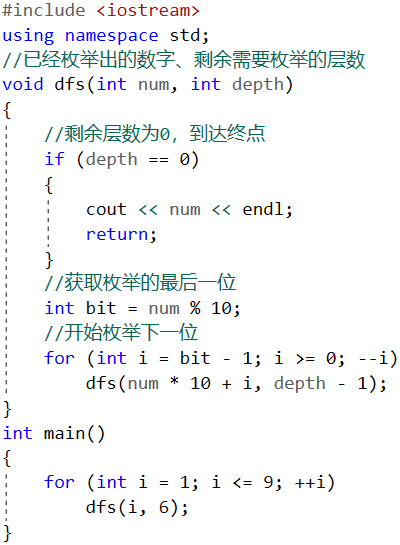 #include <iostream>
using namespace std;
//已经枚举出的数字、剩余需要枚举的层数
void dfs(int num, int depth)
{
    //剩余层数为0，到达终点
    if (depth == 0)
    {
        cout << num << endl;
        return;
    }
    //获取枚举的最后一位
    int bit = num % 10;
    //开始枚举下一位
    for (int i = bit - 1; i >= 0; --i)
        dfs(num * 10 + i, depth - 1);
}
int main()
{
    for (int i = 1; i <= 9; ++i)
        dfs(i, 6);
}